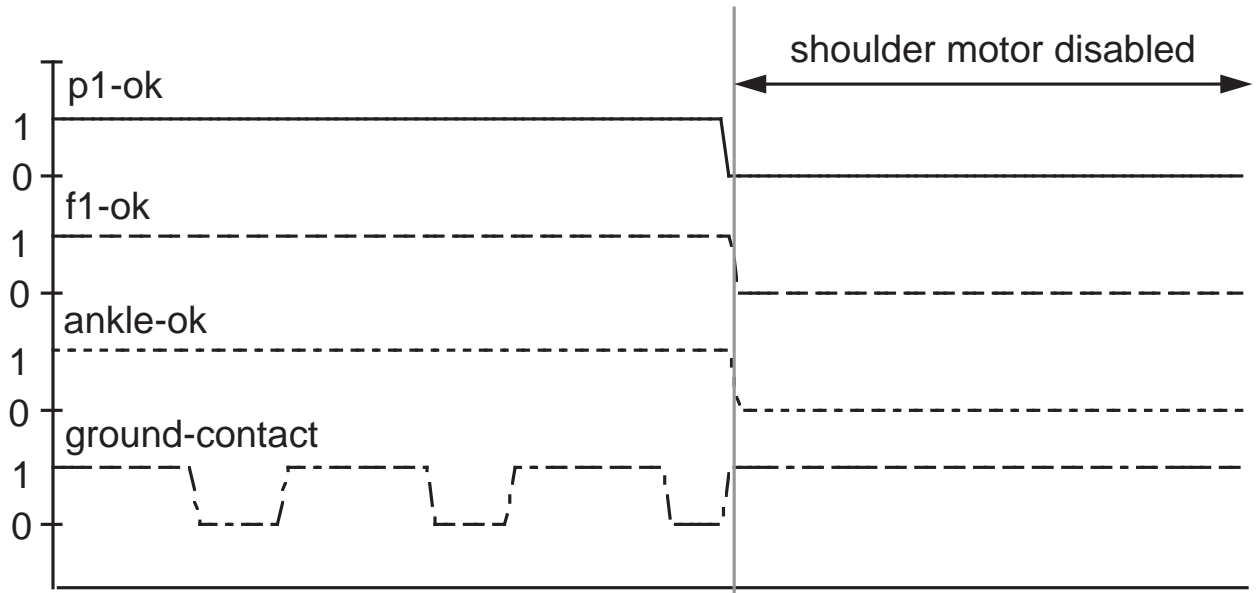 shoulder motor disabled
p1-ok
1
0
f1-ok
1
0
ankle-ok
1
0
ground-contact
1
0